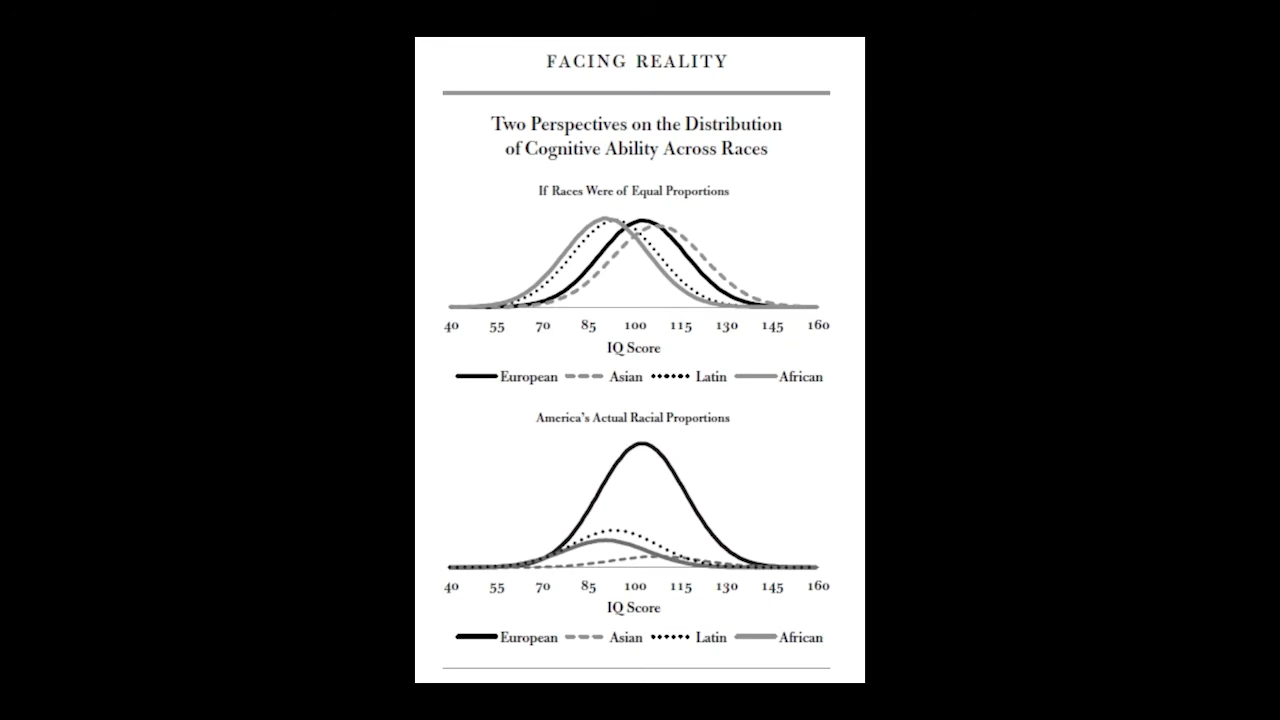 FACING REALITY
Two Perspectives on the Distribution
of Cognitive Ability Across Races
If Races Were of Equal Proportions
40 55 70 85 100 115 130 145 160
IQ Score
European Asian Latin African
America's Actual Racial Proportions
40 55 70 85 100 115 130 145 160
IQ Score
European Asian Latin African